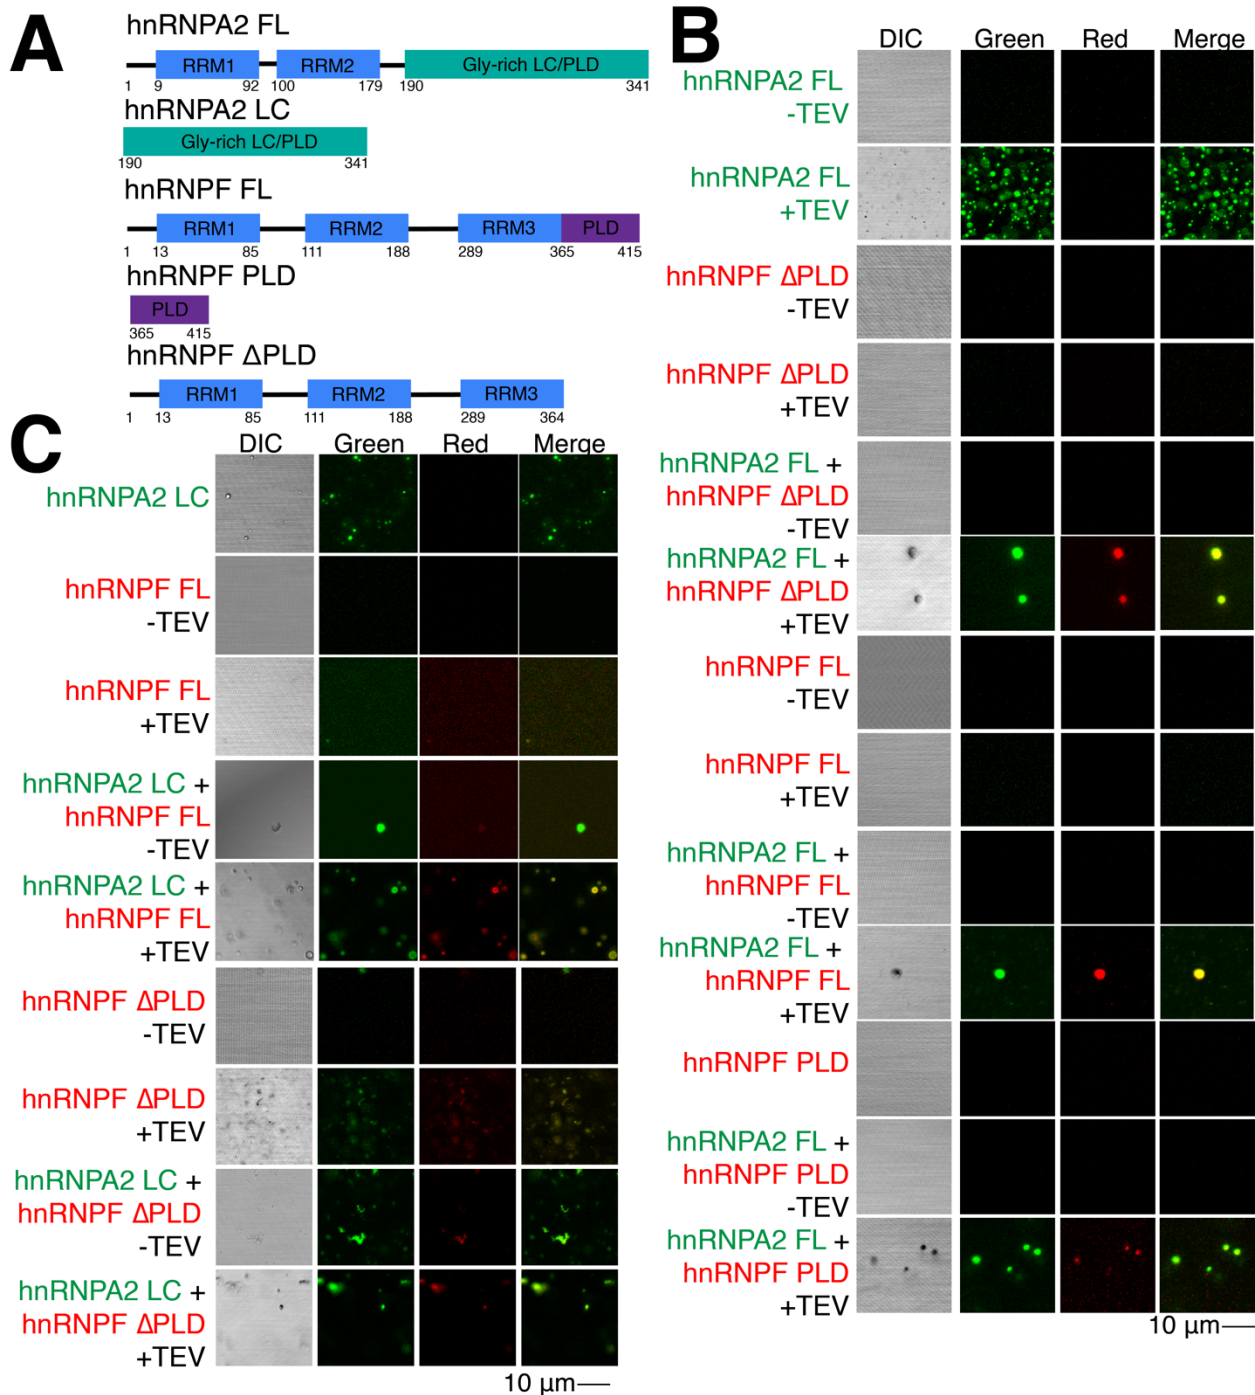 A
hnRNPA2 FL
RRM1 RRM2 Gly-rich LC/PLD
1 9 92 100 179 190 341
hnRNPA2 LC
Gly-rich LC/PLD
190 341
hnRNPF FL
RRM1 RRM2 RRM3 PLD
1 13 85 111 188 289 365 415
hnRNPF PLD
PLD
365 415
hnRNPF ΔPLD
RRM1 RRM2 RRM3
1 13 85 111 188 289 364
B
DIC Green Red Merge
hnRNPA2 FL
-TEV
hnRNPA2 FL
+TEV
hnRNPF ΔPLD
-TEV
hnRNPF ΔPLD
+TEV
hnRNPA2 FL +
hnRNPF ΔPLD
-TEV
hnRNPA2 FL +
hnRNPF ΔPLD
+TEV
hnRNPF FL
-TEV
hnRNPF FL
+TEV
hnRNPA2 FL +
hnRNPF FL
-TEV
hnRNPA2 FL +
hnRNPF FL
+TEV
hnRNPF PLD
hnRNPA2 FL +
hnRNPF PLD
-TEV
hnRNPA2 FL +
hnRNPF PLD
+TEV
10 µm
C
DIC Green Red Merge
hnRNPA2 LC
hnRNPF FL
-TEV
hnRNPF FL
+TEV
hnRNPA2 LC +
hnRNPF FL
-TEV
hnRNPA2 LC +
hnRNPF FL
+TEV
hnRNPF ΔPLD
-TEV
hnRNPF ΔPLD
+TEV
hnRNPA2 LC +
hnRNPF ΔPLD
-TEV
hnRNPA2 LC +
hnRNPF ΔPLD
+TEV
10 µm